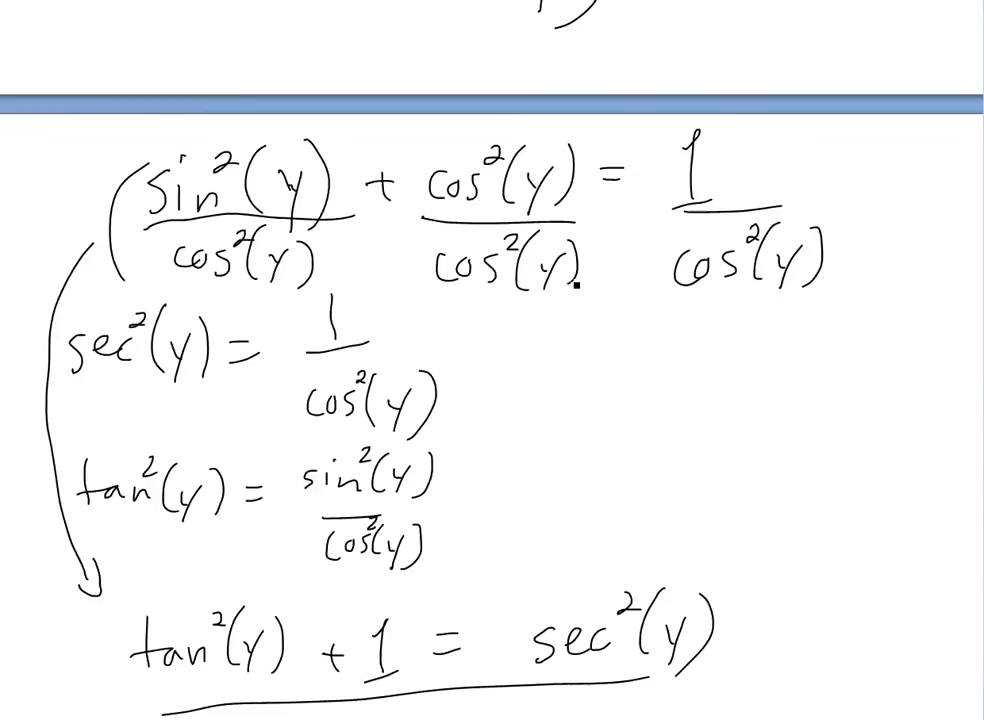 sin²(y)/cos²(y) + cos²(y)/cos²(y) = 1/cos²(y)
sec²(y) = 1/cos²(y)
tan²(y) = sin²(y)/cos²(y)
tan²(y) + 1 = sec²(y)